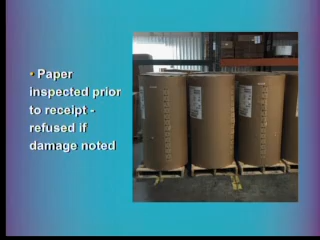 • Paper
inspected prior
to receipt -
refused if
damage noted